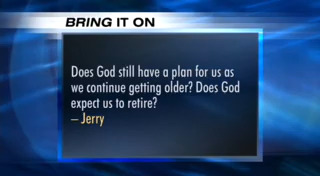 BRING IT ON
Does God still have a plan for us as
we continue getting older? Does God
expect us to retire?
– Jerry